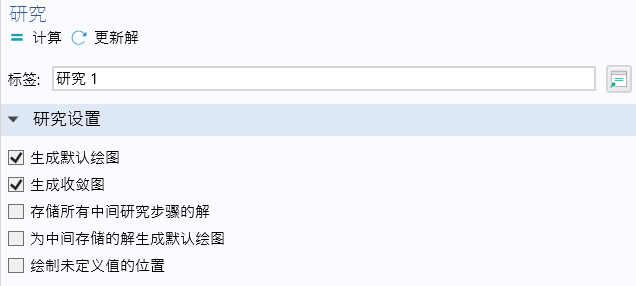 研究
计算 更新解
标签: 研究 1
研究设置
生成默认绘图
生成收敛图
存储所有中间研究步骤的解
为中间存储的解生成默认绘图
绘制未定义值的位置